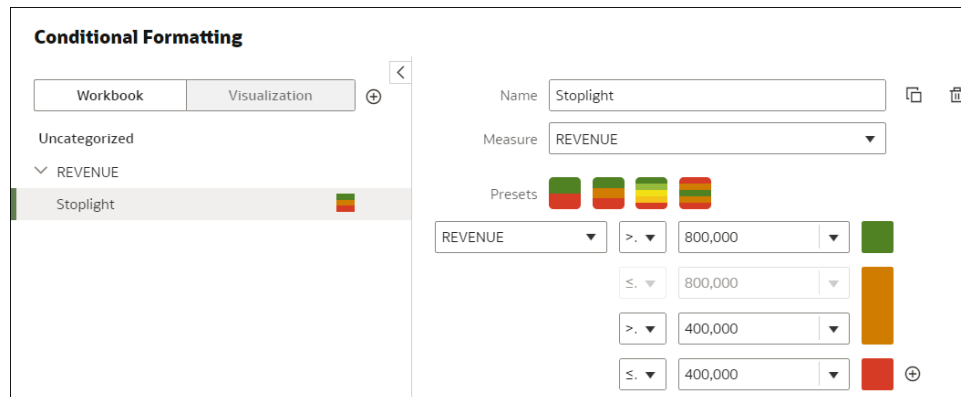 Conditional Formatting
Workbook Visualization
Name Stoplight
Uncategorized
Measure REVENUE
REVENUE
Stoplight
Presets
REVENUE >. 800,000
≤. 800,000
>. 400,000
≤. 400,000